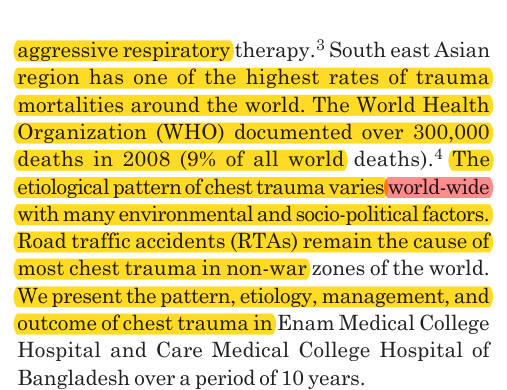 aggressive respiratory therapy.³ South east Asian
region has one of the highest rates of trauma
mortalities around the world. The World Health
Organization (WHO) documented over 300,000
deaths in 2008 (9% of all world deaths).⁴ The
etiological pattern of chest trauma varies world-wide
with many environmental and socio-political factors.
Road traffic accidents (RTAs) remain the cause of
most chest trauma in non-war zones of the world.
We present the pattern, etiology, management, and
outcome of chest trauma in Enam Medical College
Hospital and Care Medical College Hospital of
Bangladesh over a period of 10 years.